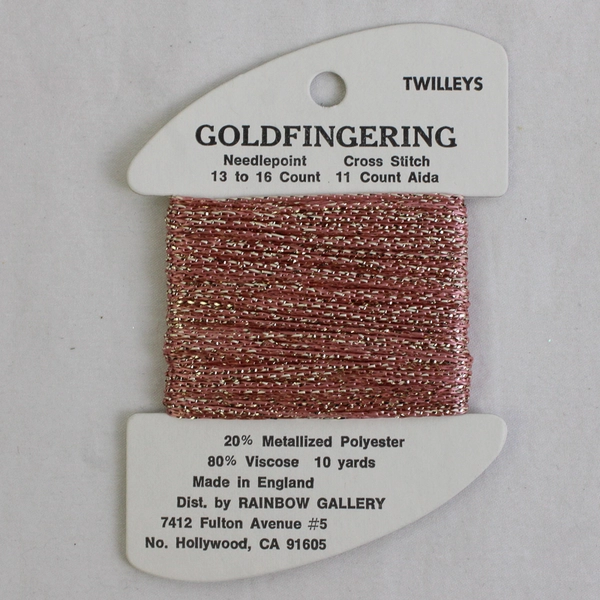 TWILLEYS
GOLDFINGERING
Needlepoint Cross Stitch
13 to 16 Count 11 Count Aida
20% Metallized Polyester
80% Viscose 10 yards
Made in England
Dist. by RAINBOW GALLERY
7412 Fulton Avenue #5
No. Hollywood, CA 91605